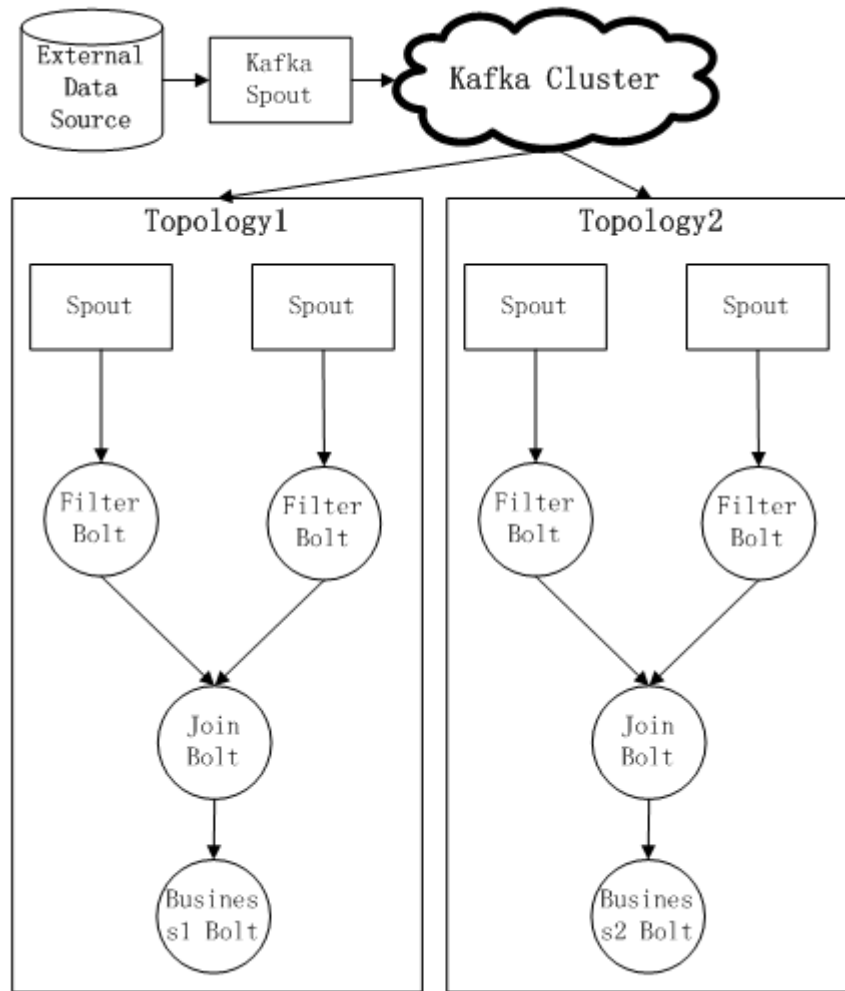 External
Data
Source
Kafka
Spout
Kafka Cluster
Topology1
Spout
Spout
Filter
Bolt
Filter
Bolt
Join
Bolt
Busines
s1 Bolt
Topology2
Spout
Spout
Filter
Bolt
Filter
Bolt
Join
Bolt
Busines
s2 Bolt